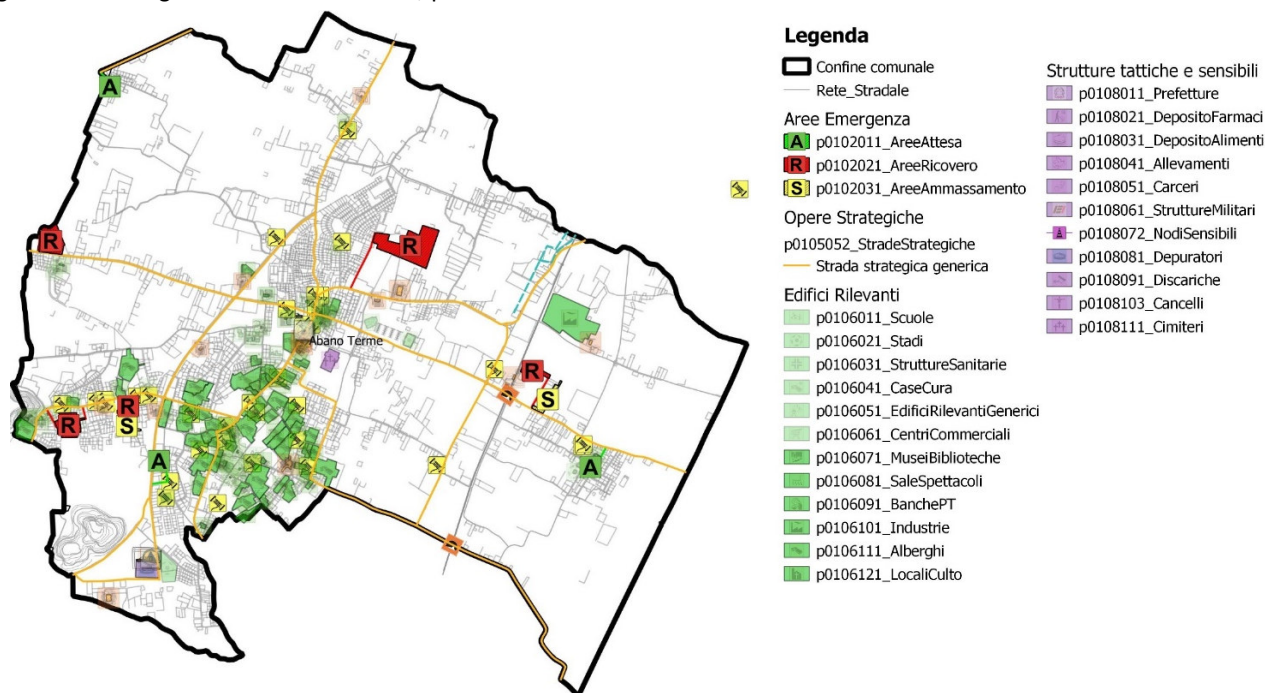 Legenda
Confine comunale
Rete_Stradale
Aree Emergenza
A p0102011_AreeAttesa
R p0102021_AreeRicovero
S p0102031_AreeAmmassamento
Opere Strategiche
p0105052_StradeStrategiche
Strada strategica generica
Edifici Rilevanti
p0106011_Scuole
p0106021_Stadi
p0106031_StruttureSanitarie
p0106041_CaseCura
p0106051_EdificiRilevantiGenerici
p0106061_CentriCommerciali
p0106071_MuseiBiblioteche
p0106081_SaleSpettacoli
p0106091_BanchePT
p0106101_Industrie
p0106111_Alberghi
p0106121_LocaliCulto
Strutture tattiche e sensibili
p0108011_Prefetture
p0108021_DepositoFarmaci
p0108031_DepositoAlimenti
p0108041_Allevamenti
p0108051_Carceri
p0108061_StruttureMilitari
p0108072_NodiSensibili
p0108081_Depuratori
p0108091_Discariche
p0108103_Cancelli
p0108111_Cimiteri
A
R
R
Abano Terme
R
S
R
R
S
A
A